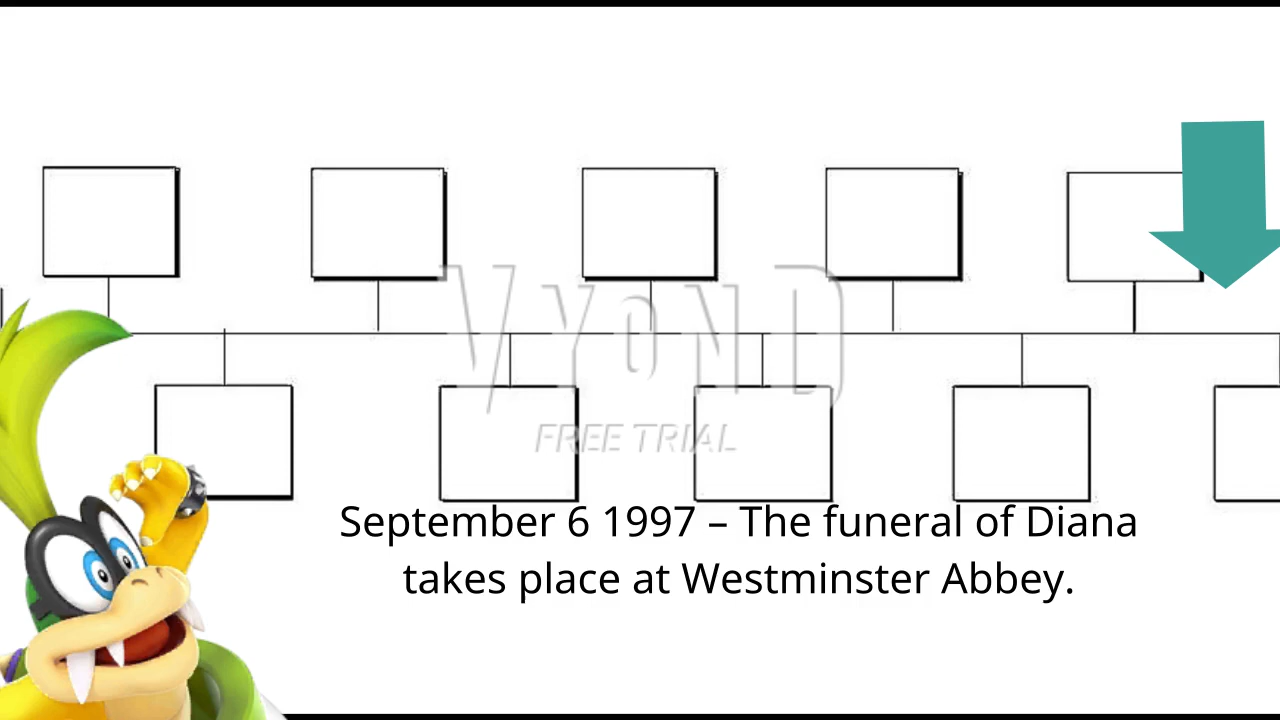 VYOND
FREE TRIAL
September 6 1997 – The funeral of Diana
takes place at Westminster Abbey.